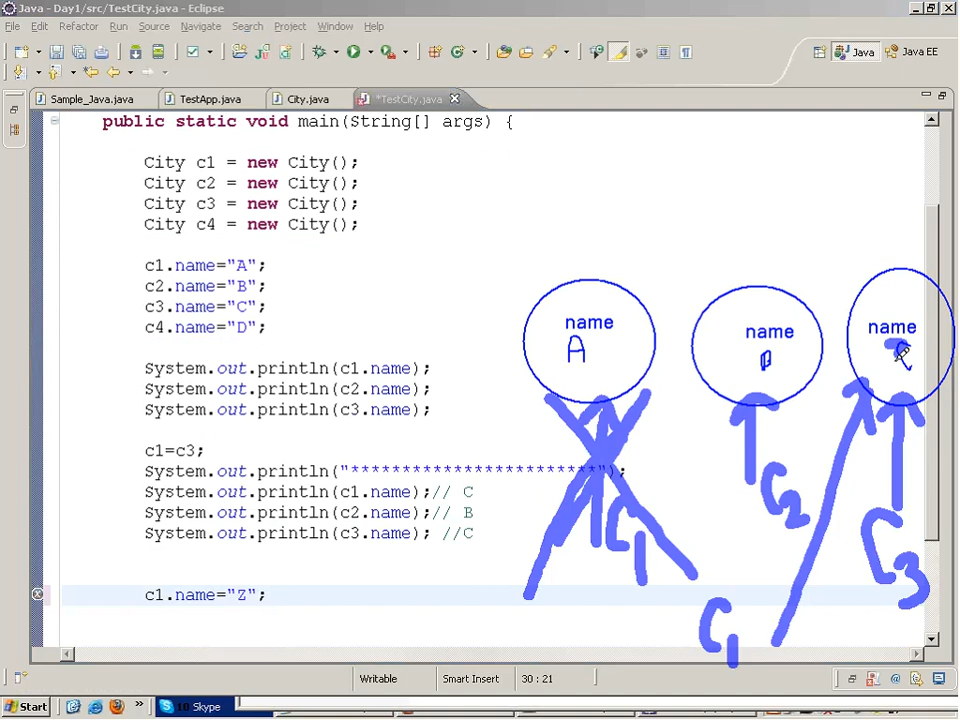 Java - Day1/src/TestCity.java - Eclipse
File Edit Refactor Run Source Navigate Search Project Window Help
Java Java EE
Sample_Java.java TestApp.java City.java *TestCity.java
public static void main(String[] args) {
City c1 = new City();
City c2 = new City();
City c3 = new City();
City c4 = new City();
c1.name="A";
c2.name="B";
c3.name="C";
c4.name="D";
System.out.println(c1.name);
System.out.println(c2.name);
System.out.println(c3.name);
c1=c3;
System.out.println("************************");
System.out.println(c1.name);// C
System.out.println(c2.name);// B
System.out.println(c3.name); //C
c1.name="Z";
name
A
name
name
C1
C2
C3
C1
Writable Smart Insert 30 : 21
Start Skype